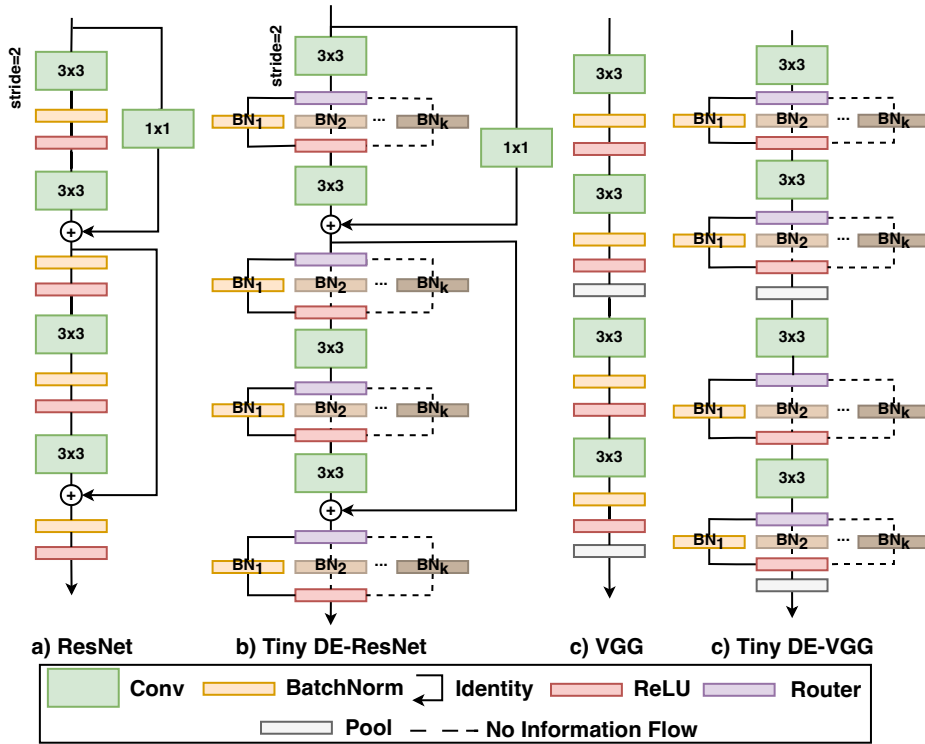 stride=2
3x3
1x1
3x3
+
3x3
3x3
+
a) ResNet
stride=2
3x3
BN1 BN2 ... BNk
1x1
3x3
+
BN1 BN2 ... BNk
3x3
BN1 BN2 ... BNk
3x3
+
BN1 BN2 ... BNk
b) Tiny DE-ResNet
3x3
3x3
3x3
3x3
c) VGG
3x3
BN1 BN2 ... BNk
3x3
BN1 BN2 ... BNk
3x3
BN1 BN2 ... BNk
3x3
BN1 BN2 ... BNk
c) Tiny DE-VGG
Conv BatchNorm Identity ReLU Router
Pool No Information Flow